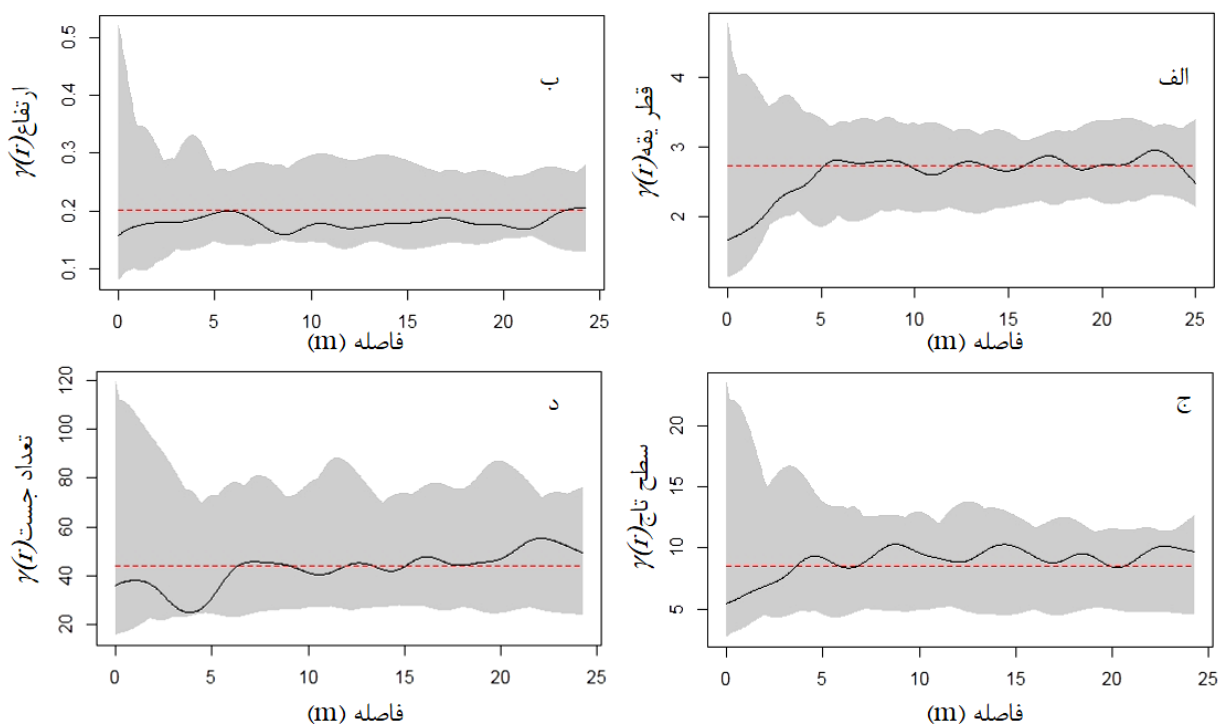 الف
γ(r)قطر یقه
4
3
2
0 5 10 15 20 25
فاصله (m)
ب
γ(r)ارتفاع
0.5
0.4
0.3
0.2
0.1
0 5 10 15 20 25
فاصله (m)
ج
γ(r)سطح تاج
20
15
10
5
0 5 10 15 20 25
فاصله (m)
د
γ(r)تعداد جست
120
100
80
60
40
20
0 5 10 15 20 25
فاصله (m)